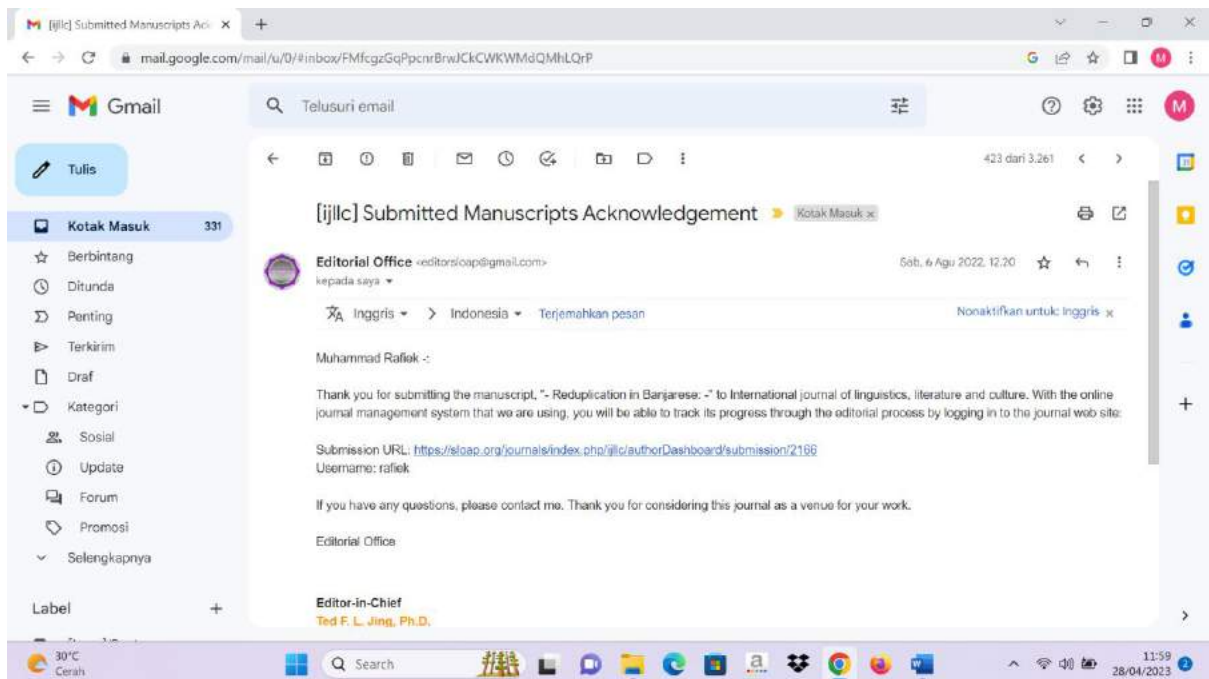 [ijllc] Submitted Manuscripts Ack
mail.google.com/mail/u/0/#inbox/FMfcgzGqPpcnrBrwJCkCWKWMdQMhLQrP
M
Gmail
Telusuri email
M
Tulis
423 dari 3.261
Kotak Masuk 331
Berbintang
Ditunda
Penting
Terkirim
Draf
Kategori
Sosial
Update
Forum
Promosi
Selengkapnya
Label
[ijllc] Submitted Manuscripts Acknowledgement Kotak Masuk x
Editorial Office <editorsloap@gmail.com> Sab, 6 Agu 2022, 12.20
kepada saya
Inggris > Indonesia Terjemahkan pesan Nonaktifkan untuk: Inggris x
Muhammad Rafiek -:
Thank you for submitting the manuscript, "- Reduplication in Banjarese: -" to International journal of linguistics, literature and culture. With the online
journal management system that we are using, you will be able to track its progress through the editorial process by logging in to the journal web site:
Submission URL: https://sloap.org/journals/index.php/ijllc/authorDashboard/submission/2166
Username: rafiek
If you have any questions, please contact me. Thank you for considering this journal as a venue for your work.
Editorial Office
Editor-in-Chief
Ted F. L. Jing, Ph.D.
30°C
Cerah
Search
11:59
28/04/2023
2